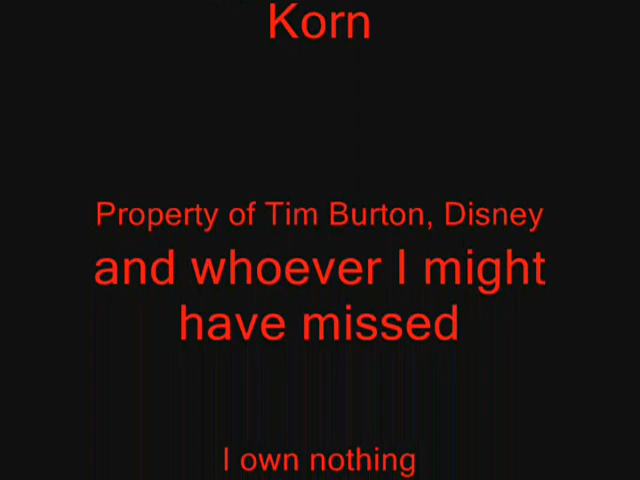 Korn
Property of Tim Burton, Disney
and whoever I might
have missed
I own nothing